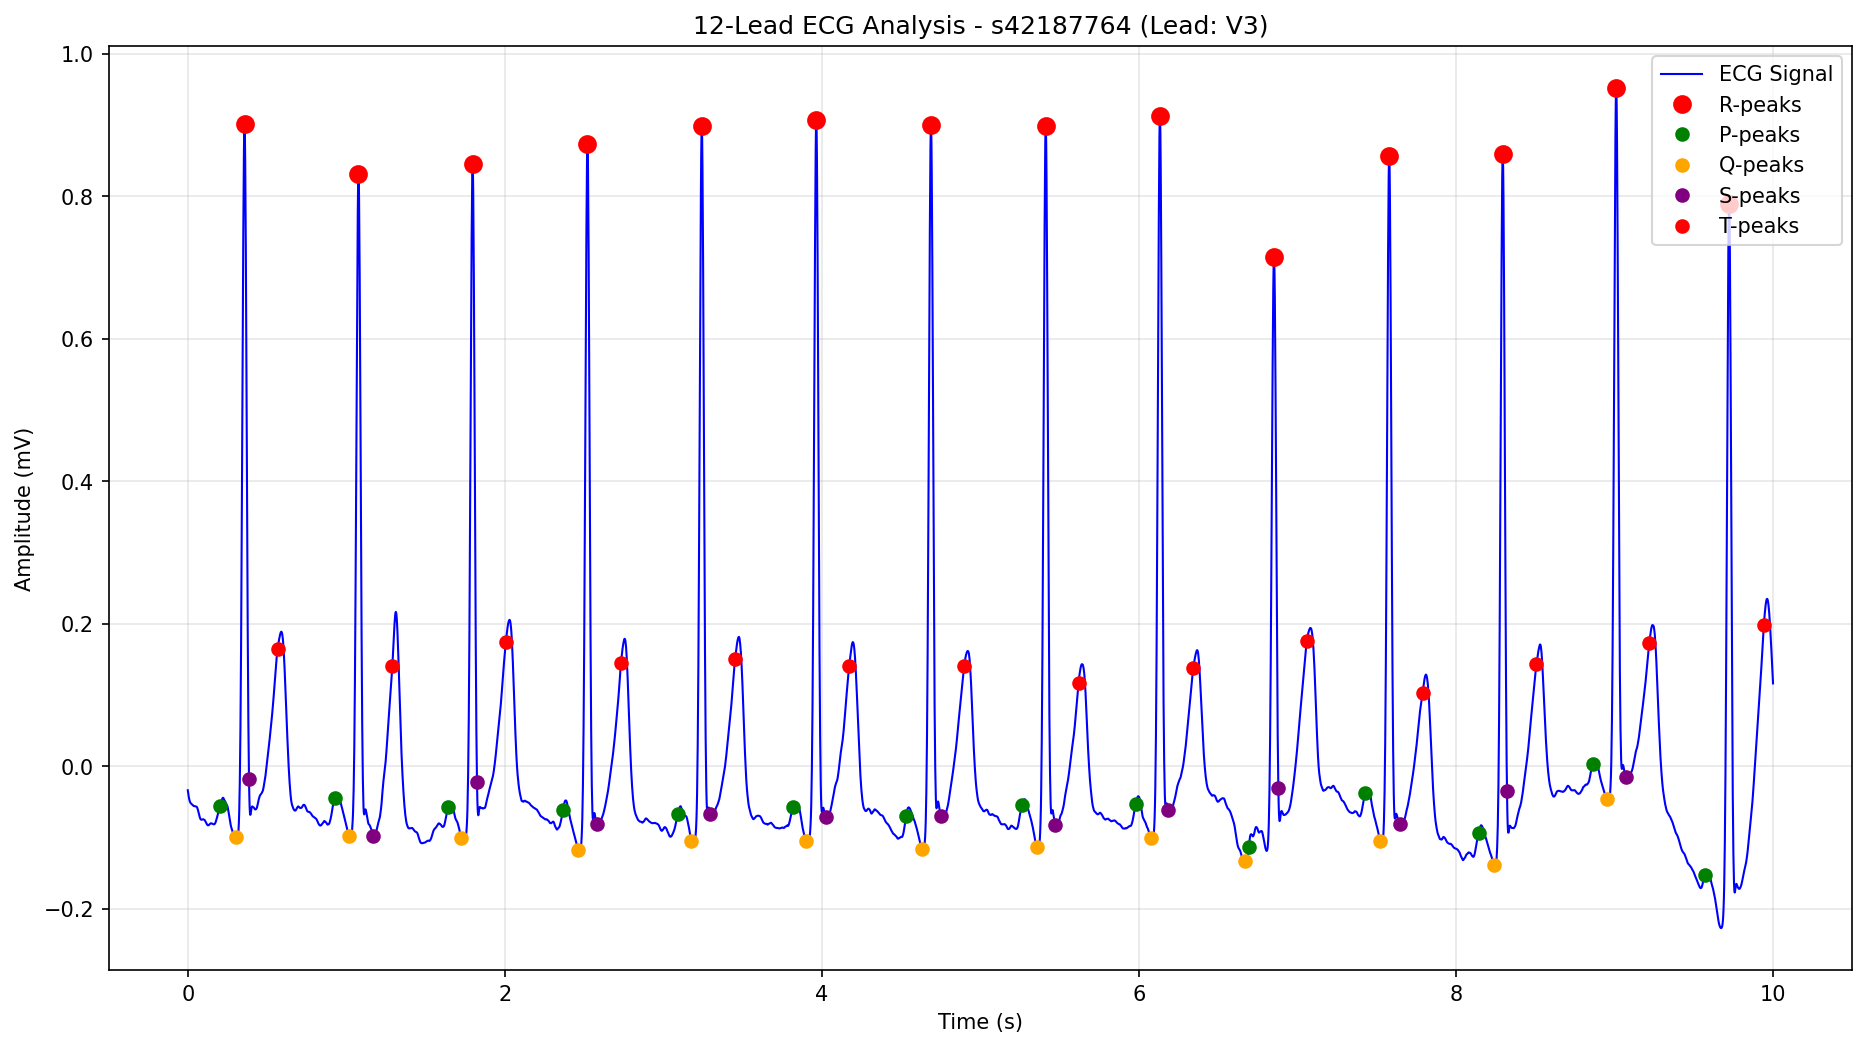 12-Lead ECG Analysis - s42187764 (Lead: V3)
1.0
0.8
0.6
0.4
0.2
0.0
−0.2
Amplitude (mV)
ECG Signal
R-peaks
P-peaks
Q-peaks
S-peaks
T-peaks
0 2 4 6 8 10
Time (s)